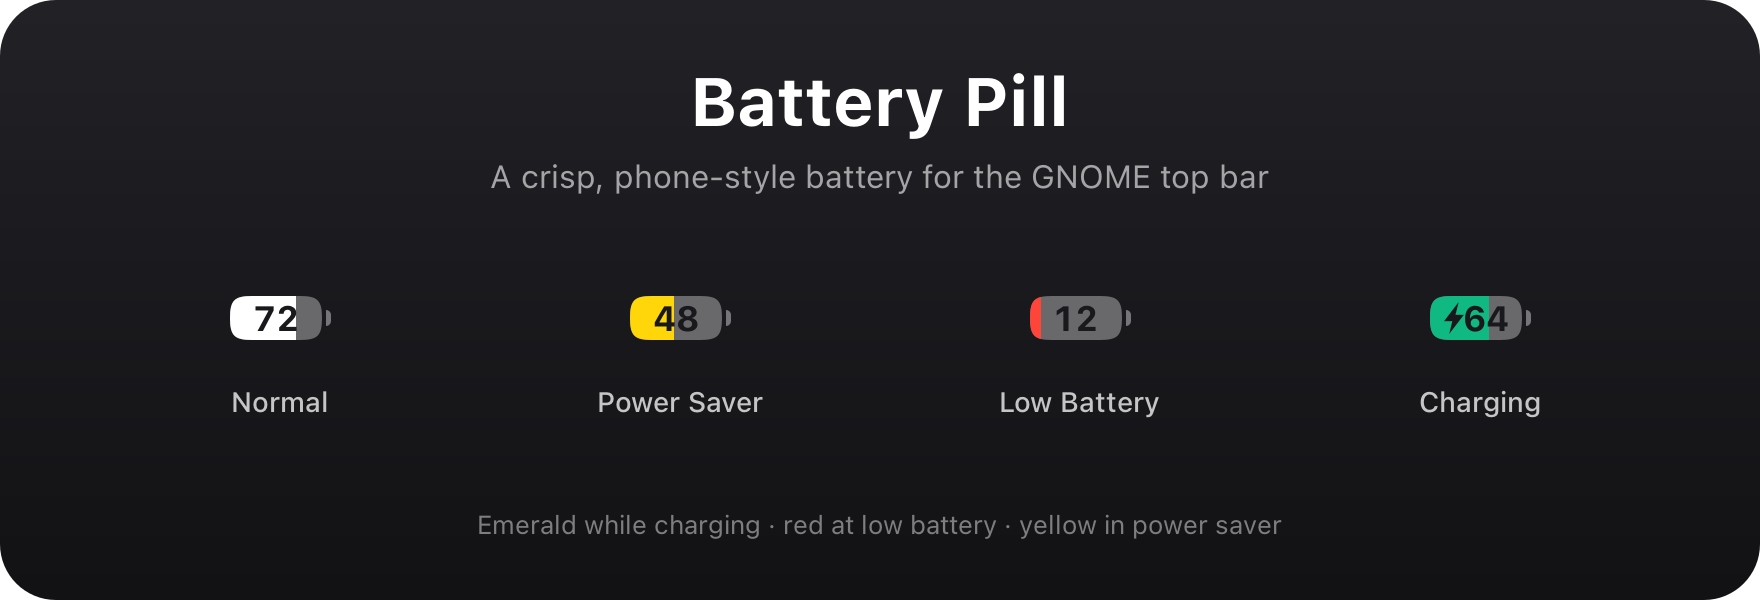 Battery Pill
A crisp, phone-style battery for the GNOME top bar
72 48 12 64
Normal Power Saver Low Battery Charging
Emerald while charging · red at low battery · yellow in power saver